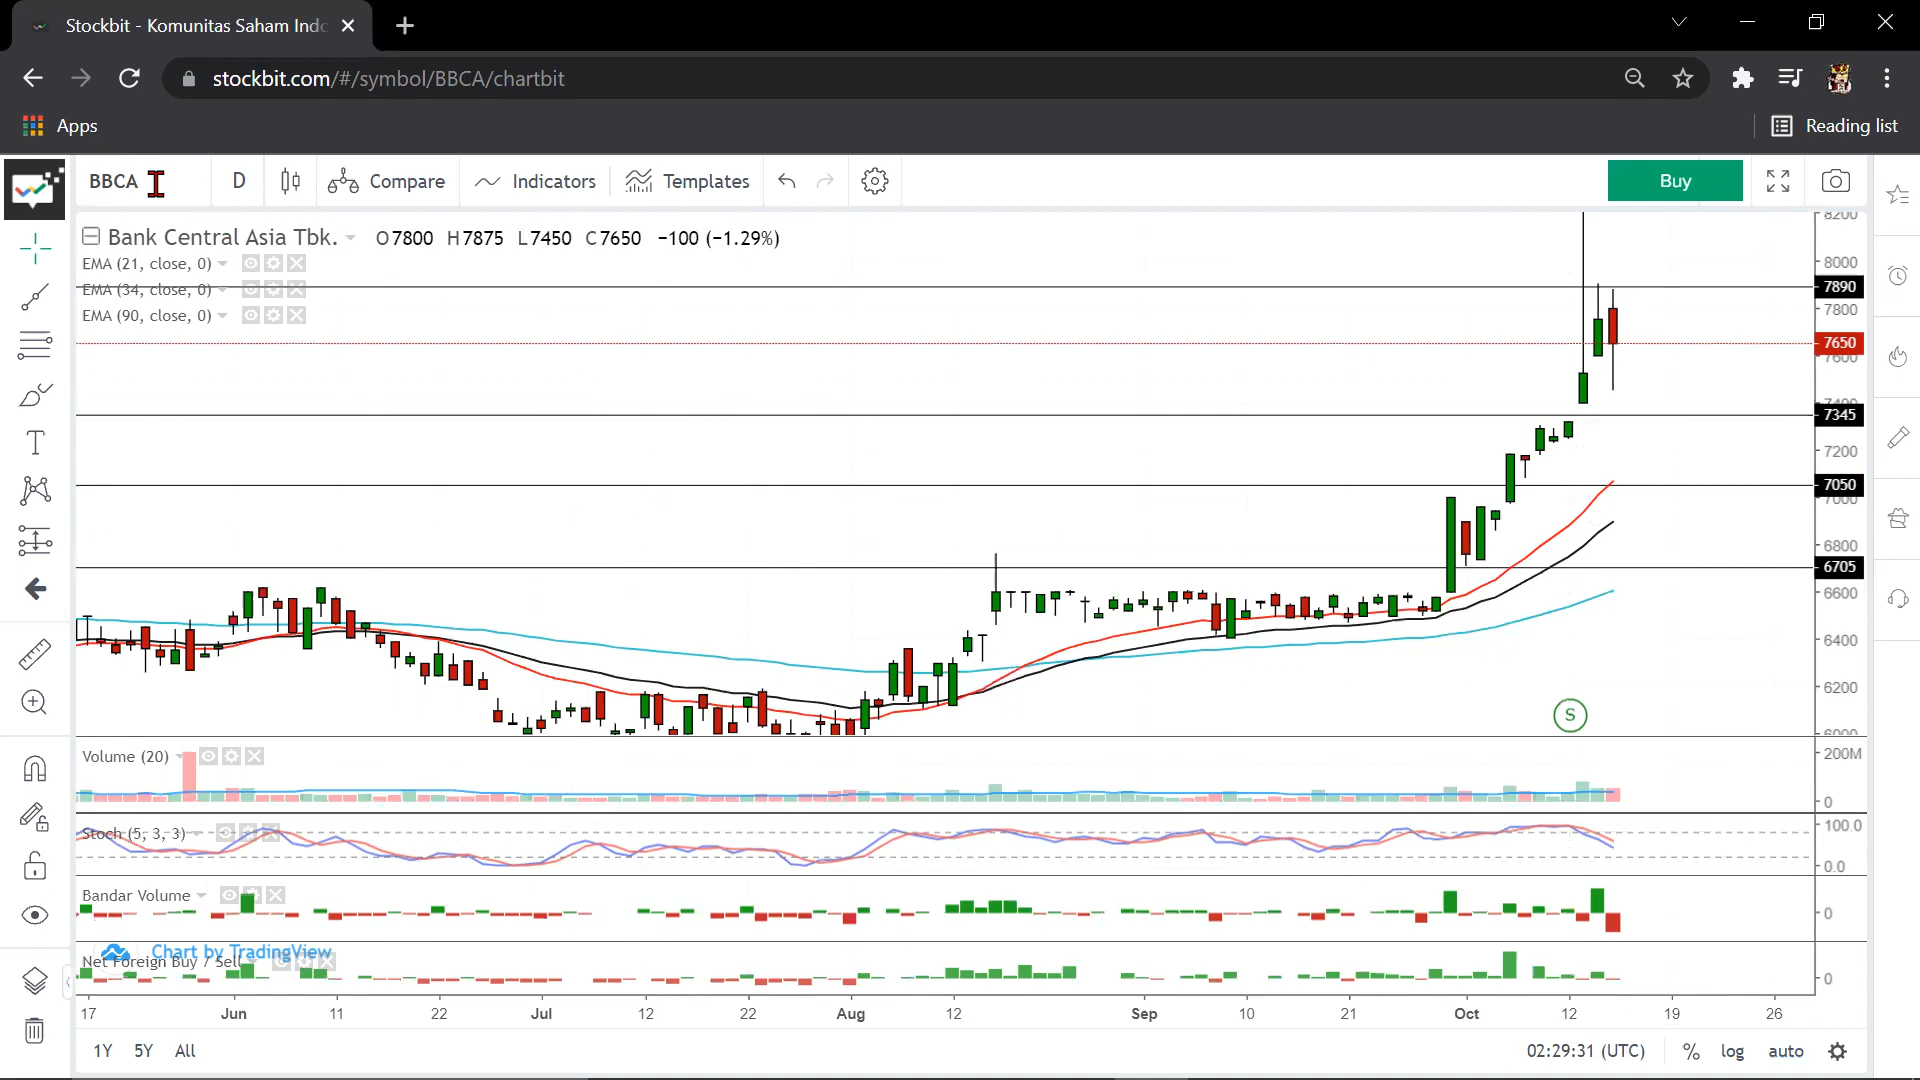 Stockbit - Komunitas Saham Indo
stockbit.com/#/symbol/BBCA/chartbit
Apps
Reading list
BBCA
D
Compare
Indicators
Templates
Buy
Bank Central Asia Tbk. O7800 H7875 L7450 C7650 −100 (−1.29%)
EMA (21, close, 0)
EMA (34, close, 0)
EMA (90, close, 0)
8200
8000
7890
7800
7650
7600
7400
7345
7200
7050
7000
6800
6705
6600
6400
6200
6000
S
Volume (20)
200M
0
Stoch (5, 3, 3)
100.0
0.0
Bandar Volume
0
Chart by TradingView
Net Foreign Buy / Sell
0
17 Jun 11 22 Jul 12 22 Aug 12 Sep 10 21 Oct 12 19 26
1Y 5Y All
02:29:31 (UTC) % log auto